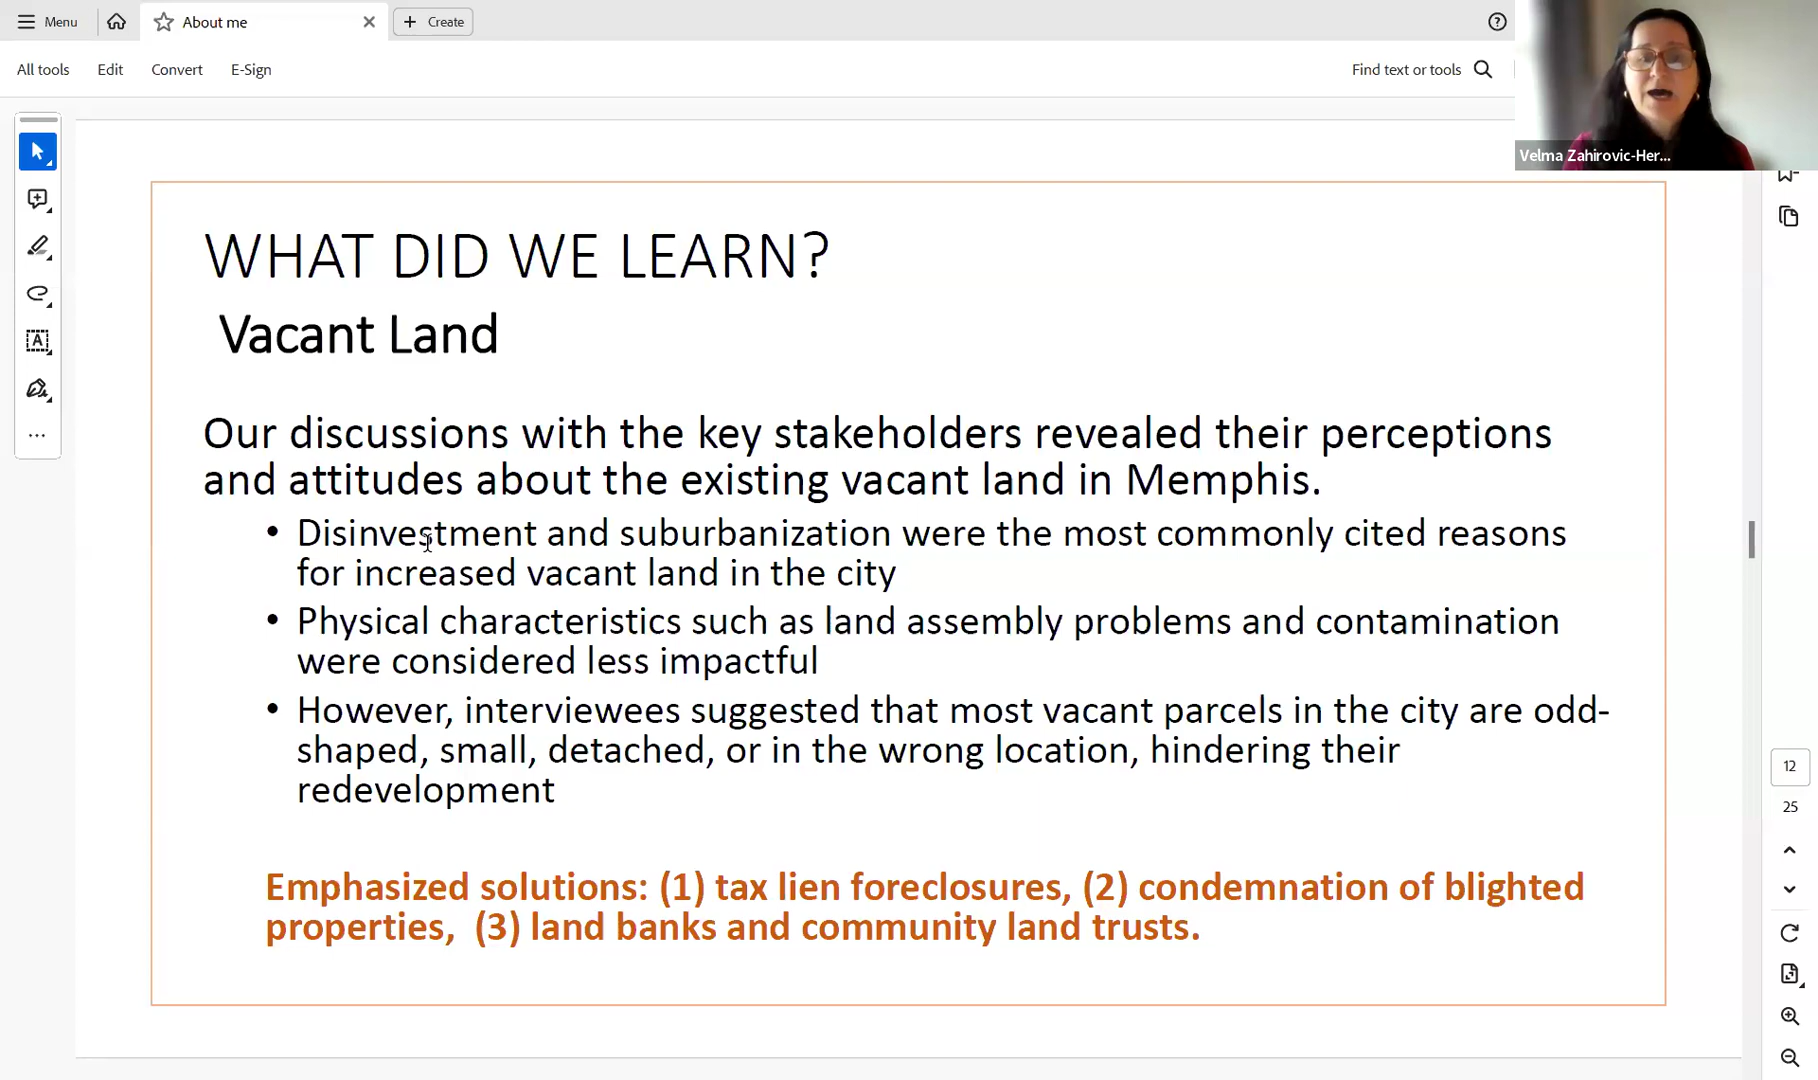 Menu
About me
Create
All tools
Edit
Convert
E-Sign
Find text or tools
Velma Zahirovic-Her...
WHAT DID WE LEARN?
Vacant Land
Our discussions with the key stakeholders revealed their perceptions
and attitudes about the existing vacant land in Memphis.
• Disinvestment and suburbanization were the most commonly cited reasons
for increased vacant land in the city
• Physical characteristics such as land assembly problems and contamination
were considered less impactful
• However, interviewees suggested that most vacant parcels in the city are odd-
shaped, small, detached, or in the wrong location, hindering their
redevelopment
Emphasized solutions: (1) tax lien foreclosures, (2) condemnation of blighted
properties, (3) land banks and community land trusts.
12
25